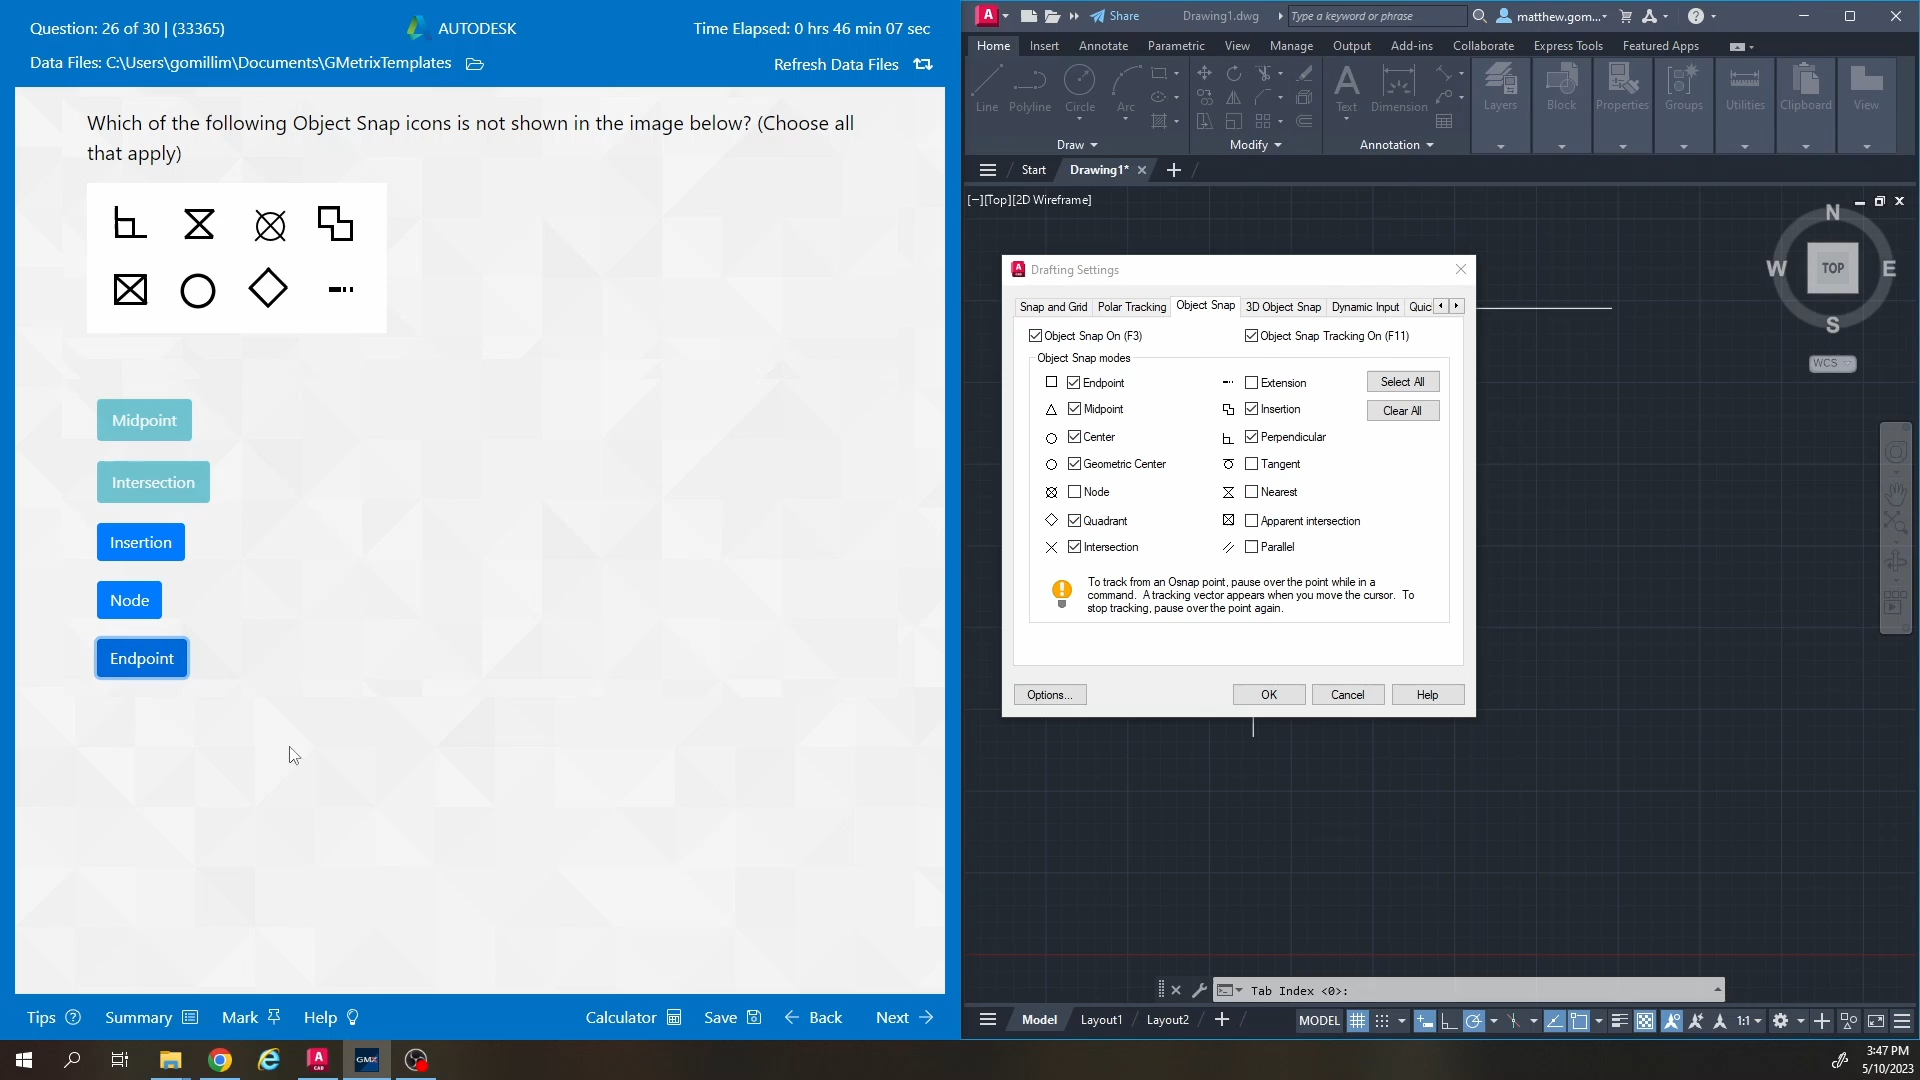 Question: 26 of 30 | (33365)
AUTODESK
Time Elapsed: 0 hrs 46 min 07 sec
Data Files: C:\Users\gomillim\Documents\GMetrixTemplates
Refresh Data Files
Which of the following Object Snap icons is not shown in the image below? (Choose all
that apply)
Midpoint
Intersection
Insertion
Node
Endpoint
Tips
Summary
Mark
Help
Calculator
Save
Back
Next
A
Share
Drawing1.dwg
Type a keyword or phrase
matthew.gom...
Home Insert Annotate Parametric View Manage Output Add-ins Collaborate Express Tools Featured Apps
Line Polyline Circle Arc
Text Dimension
Layers Block Properties Groups Utilities Clipboard View
Draw Modify Annotation
Start Drawing1*
[−][Top][2D Wireframe]
N
W TOP E
S
WCS
Drafting Settings
Snap and Grid Polar Tracking Object Snap 3D Object Snap Dynamic Input Quic
Object Snap On (F3) Object Snap Tracking On (F11)
Object Snap modes
Endpoint Extension Select All
Midpoint Insertion Clear All
Center Perpendicular
Geometric Center Tangent
Node Nearest
Quadrant Apparent intersection
Intersection Parallel
To track from an Osnap point, pause over the point while in a
command. A tracking vector appears when you move the cursor. To
stop tracking, pause over the point again.
Options... OK Cancel Help
Tab Index <0>:
Model Layout1 Layout2 MODEL 1:1
A CAD
GMX
3:47 PM
5/10/2023